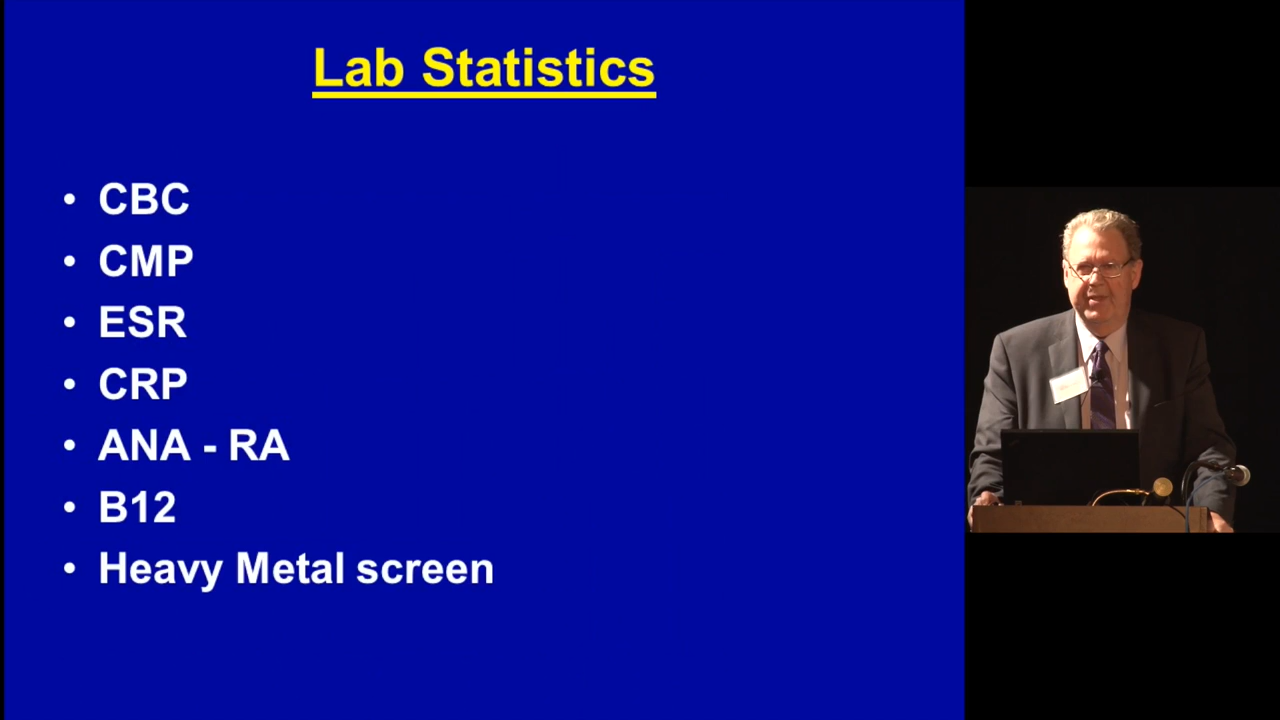 Lab Statistics
• CBC
• CMP
• ESR
• CRP
• ANA - RA
• B12
• Heavy Metal screen